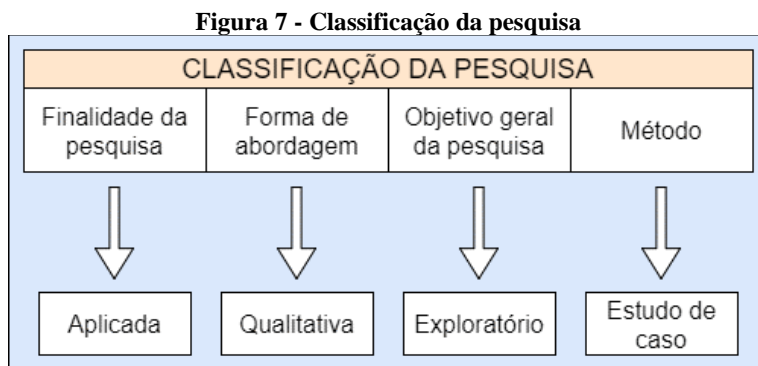 Figura 7 - Classificação da pesquisa
CLASSIFICAÇÃO DA PESQUISA
Finalidade da
pesquisa
Forma de
abordagem
Objetivo geral
da pesquisa
Método
Aplicada
Qualitativa
Exploratório
Estudo de
caso